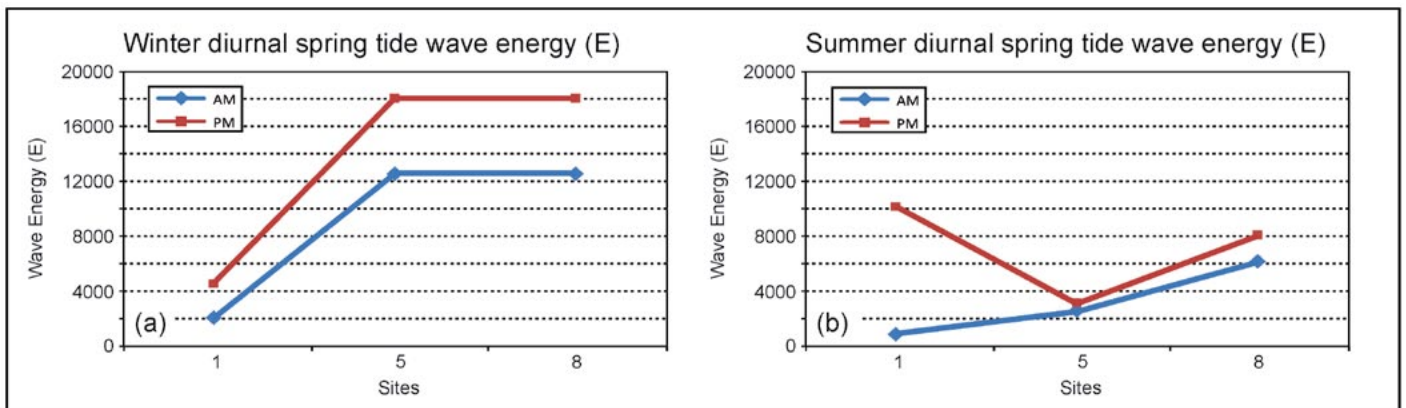 Winter diurnal spring tide wave energy (E)
20000
16000
12000
8000
4000
0
Wave Energy (E)
AM
PM
(a)
1 5 8
Sites
Summer diurnal spring tide wave energy (E)
20000
16000
12000
8000
4000
0
Wave Energy (E)
AM
PM
(b)
1 5 8
Sites